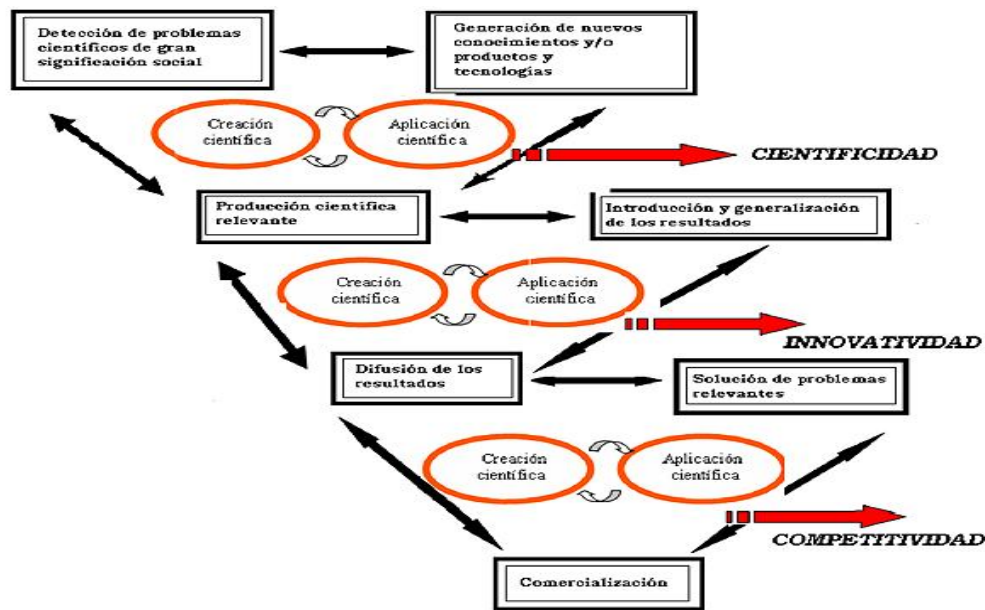 Detección de problemas
científicos de gran
significación social
Generación de nuevos
conocimientos y/o
productos y
tecnologías
Creación
científica
Aplicación
científica
CIENTIFICIDAD
Producción científica
relevante
Introducción y generalización
de los resultados
Creación
científica
Aplicación
científica
INNOVATIVIDAD
Difusión de los
resultados
Solución de problemas
relevantes
Creación
científica
Aplicación
científica
COMPETITIVIDAD
Comercialización